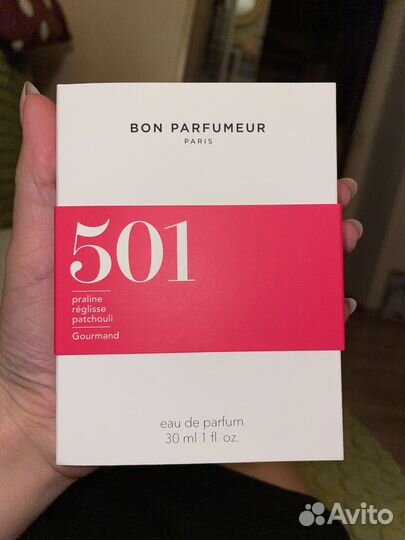 BON PARFUMEUR
PARIS
501
praline
réglisse
patchouli
Gourmand
eau de parfum
30 ml 1 fl. oz.
Avito